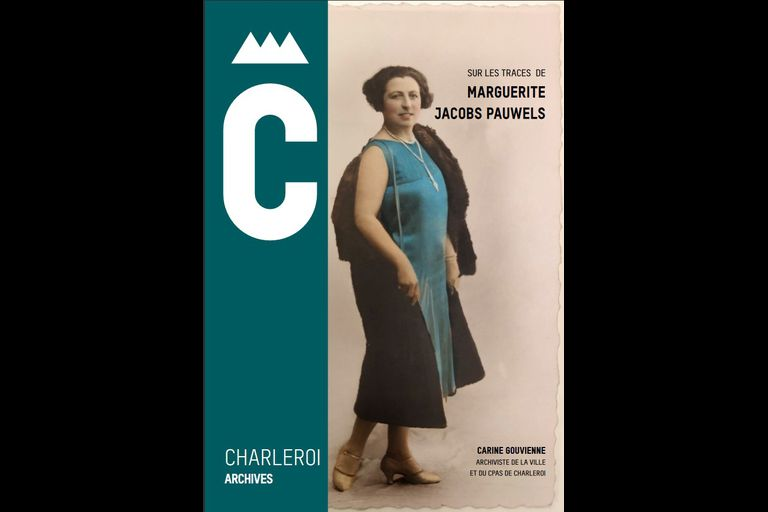 Ĉ
CHARLEROI
ARCHIVES
SUR LES TRACES DE
MARGUERITE
JACOBS PAUWELS
CARINE GOUVIENNE
ARCHIVISTE DE LA VILLE
ET DU CPAS DE CHARLEROI